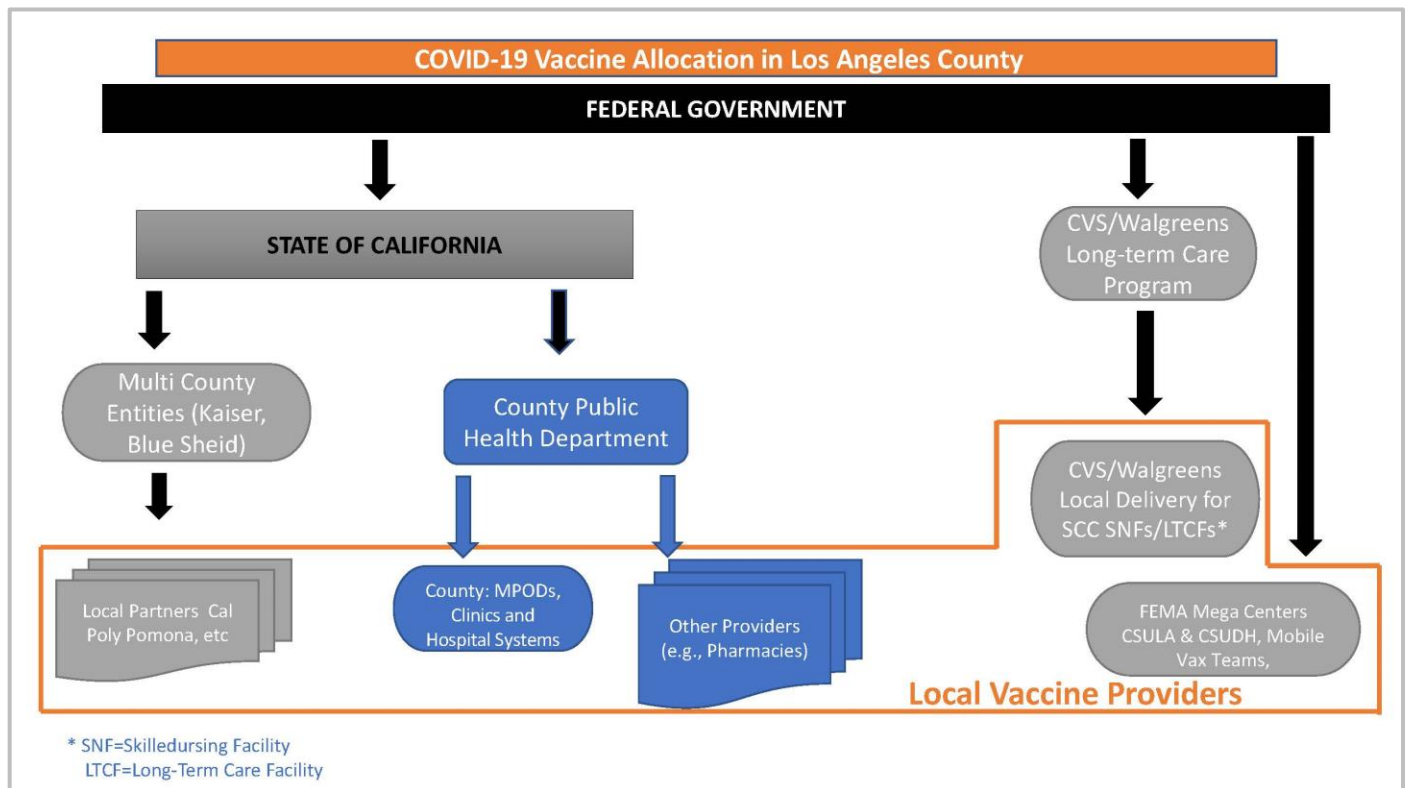 COVID-19 Vaccine Allocation in Los Angeles County
FEDERAL GOVERNMENT
STATE OF CALIFORNIA
CVS/Walgreens
Long-term Care
Program
Multi County
Entities (Kaiser,
Blue Sheid)
County Public
Health Department
CVS/Walgreens
Local Delivery for
SCC SNFs/LTCFs*
Local Partners Cal
Poly Pomona, etc
County: MPODs,
Clinics and
Hospital Systems
Other Providers
(e.g., Pharmacies)
FEMA Mega Centers
CSULA & CSUDH, Mobile
Vax Teams,
Local Vaccine Providers
* SNF=Skilledursing Facility
LTCF=Long-Term Care Facility